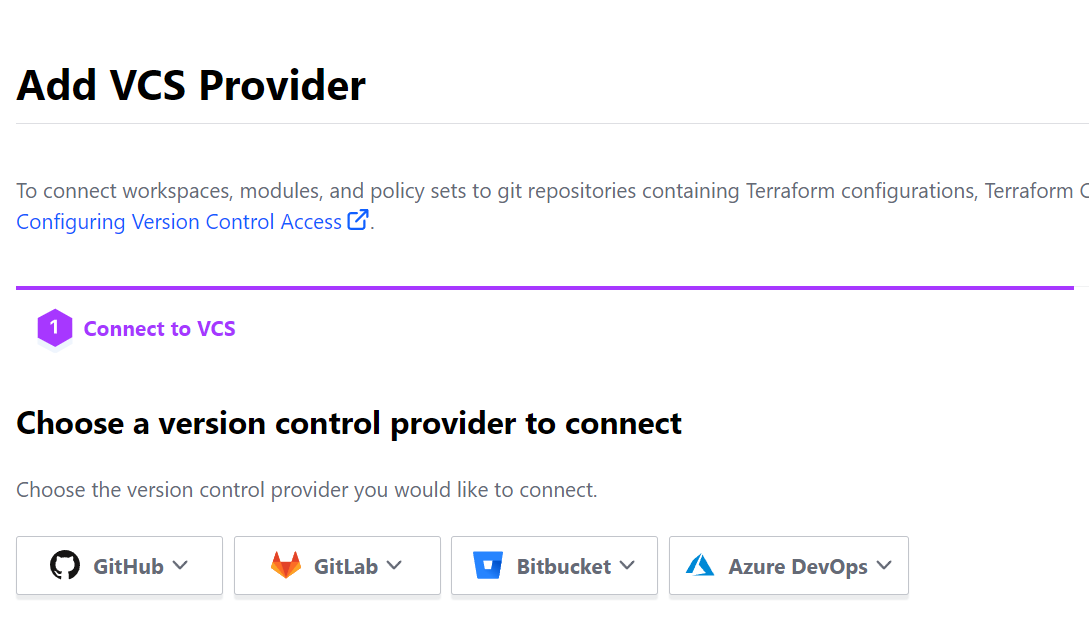 Add VCS Provider
To connect workspaces, modules, and policy sets to git repositories containing Terraform configurations, Terraform
Configuring Version Control Access.
1 Connect to VCS
Choose a version control provider to connect
Choose the version control provider you would like to connect.
GitHub GitLab Bitbucket Azure DevOps